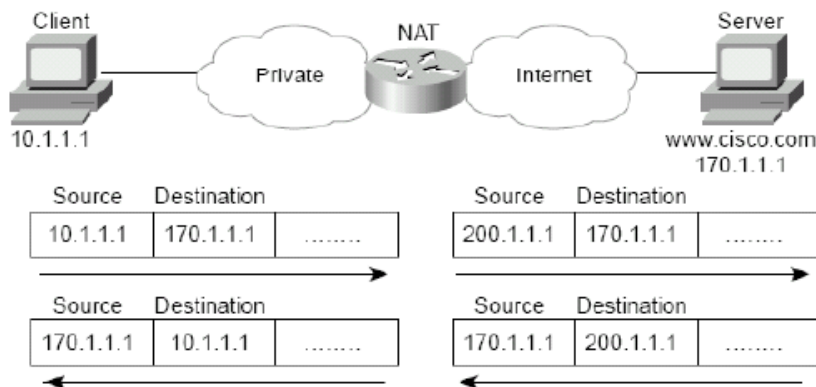 Client
NAT
Server
Private
Internet
10.1.1.1
www.cisco.com
170.1.1.1
Source Destination
10.1.1.1 170.1.1.1 ........
Source Destination
200.1.1.1 170.1.1.1 ........
Source Destination
170.1.1.1 10.1.1.1 ........
Source Destination
170.1.1.1 200.1.1.1 ........